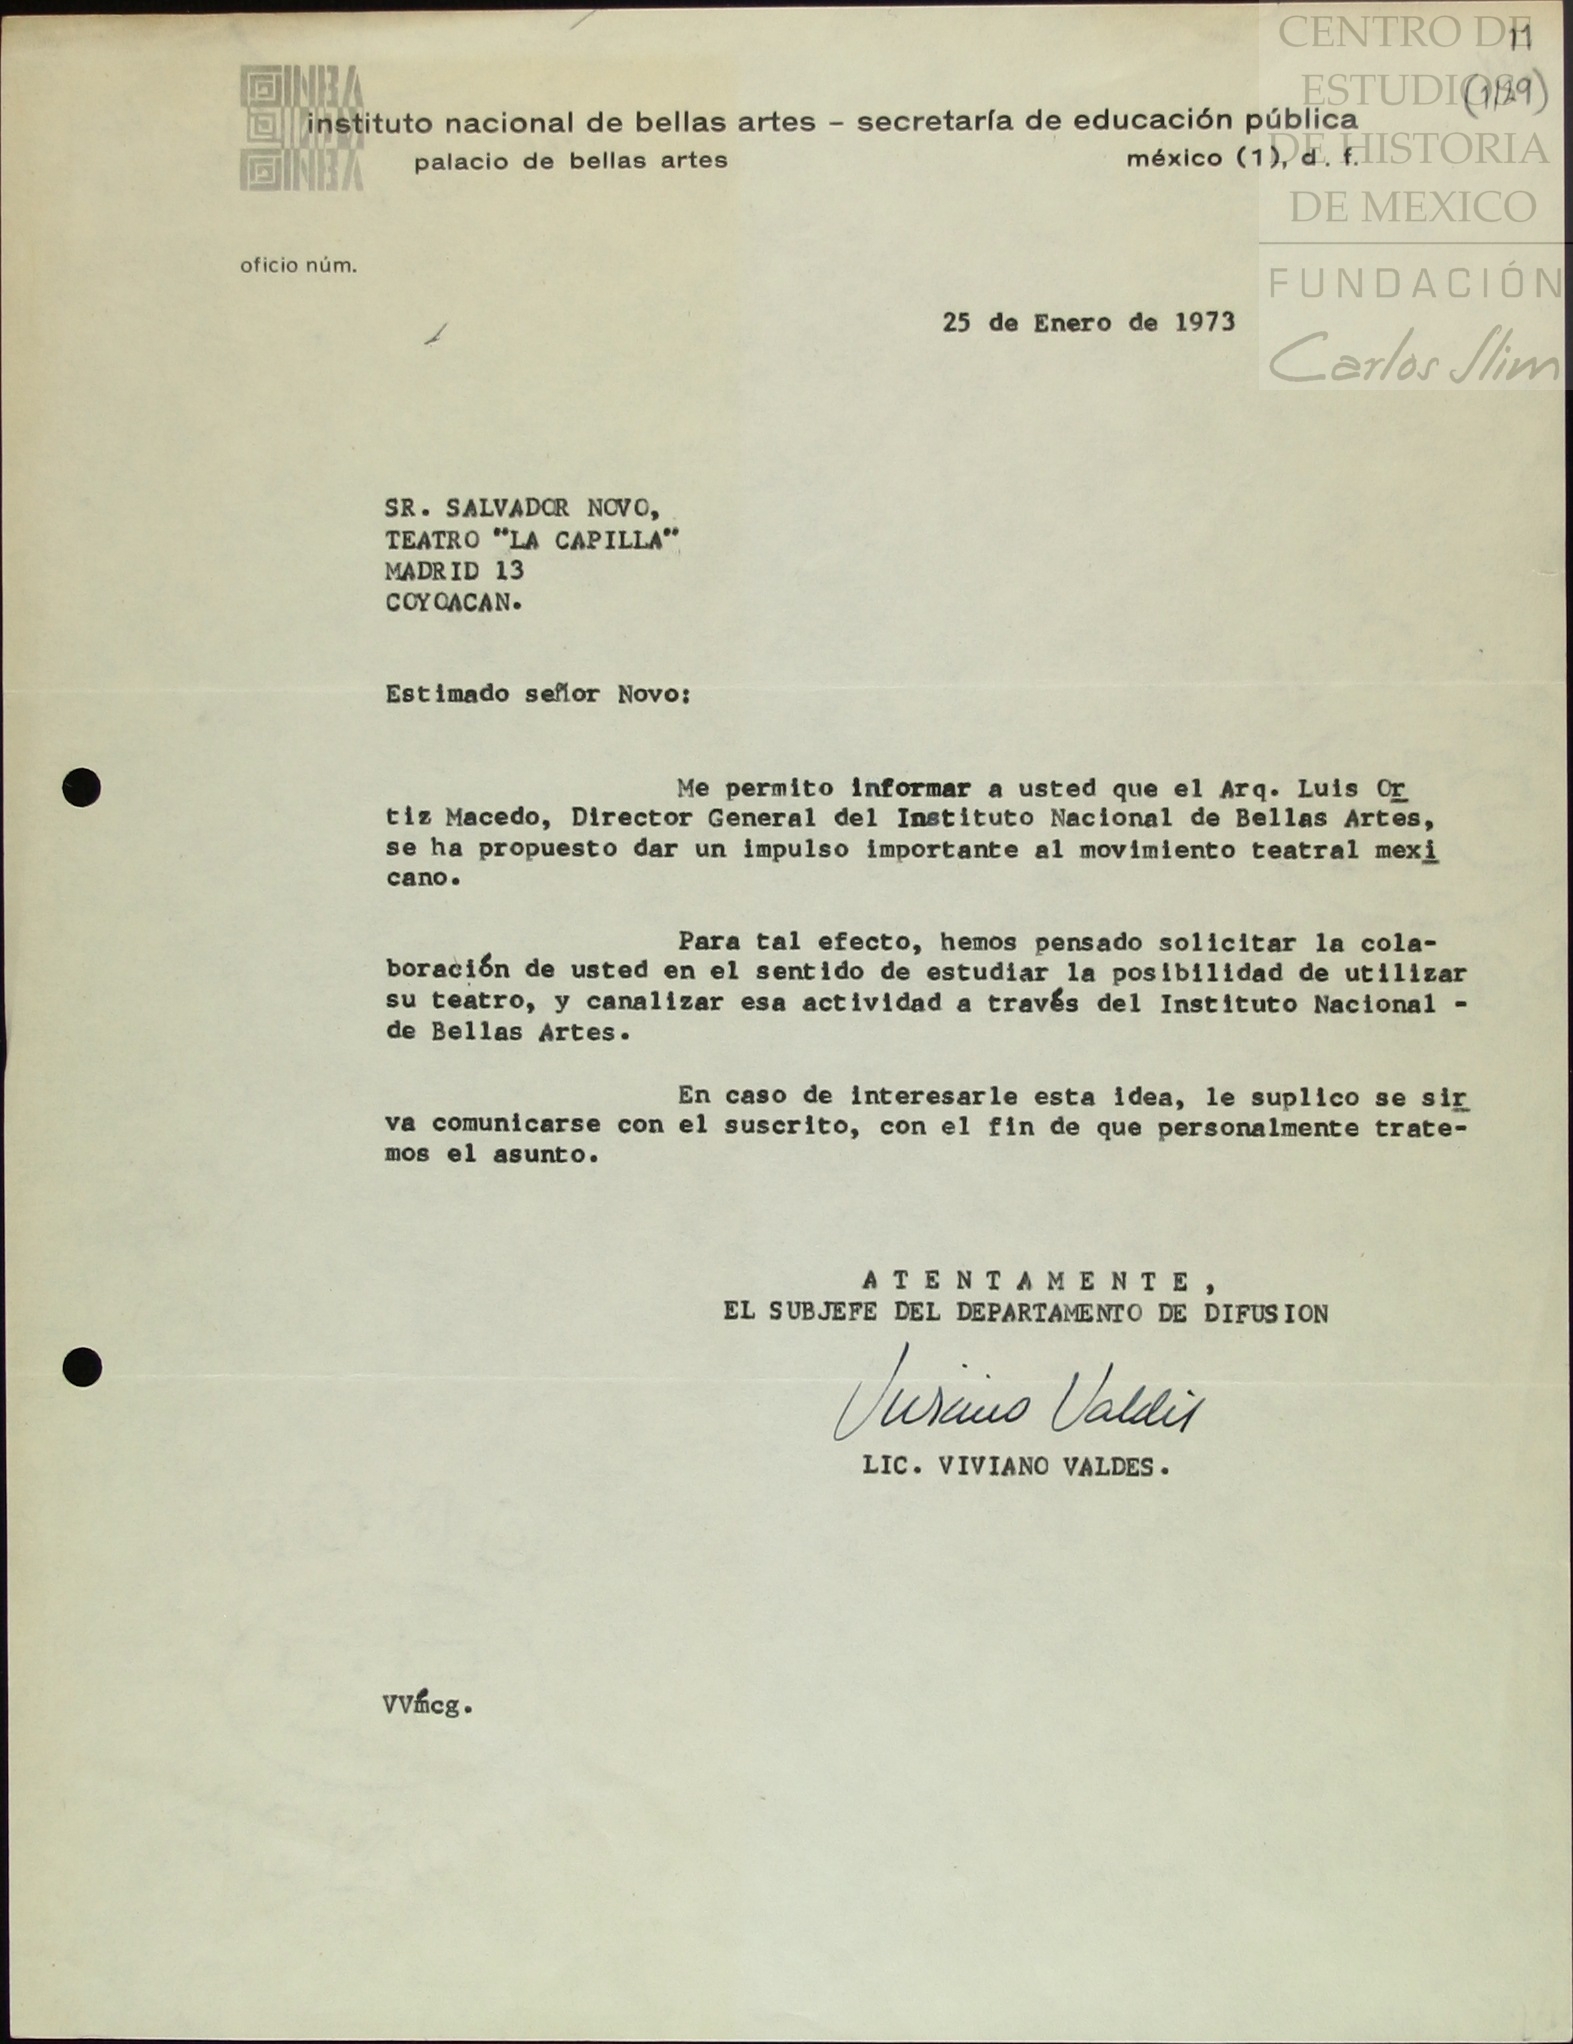 CENTRO DE
ESTUDIOS
DE HISTORIA
DE MEXICO
FUNDACIÓN
Carlos Slim
11
(1/29)
INBA
INBA
instituto nacional de bellas artes – secretaría de educación pública
palacio de bellas artes méxico (1), d. f.
oficio núm.
25 de Enero de 1973
SR. SALVADOR NOVO,
TEATRO "LA CAPILLA"
MADRID 13
COYOACAN.
Estimado señor Novo:
Me permito informar a usted que el Arq. Luis Or
tiz Macedo, Director General del Instituto Nacional de Bellas Artes,
se ha propuesto dar un impulso importante al movimiento teatral mexi
cano.
Para tal efecto, hemos pensado solicitar la cola-
boración de usted en el sentido de estudiar la posibilidad de utilizar
su teatro, y canalizar esa actividad a través del Instituto Nacional -
de Bellas Artes.
En caso de interesarle esta idea, le suplico se sir
va comunicarse con el suscrito, con el fin de que personalmente trate-
mos el asunto.
A T E N T A M E N T E ,
EL SUBJEFE DEL DEPARTAMENTO DE DIFUSION
Viviano Valdés
LIC. VIVIANO VALDES.
VV'mcg.